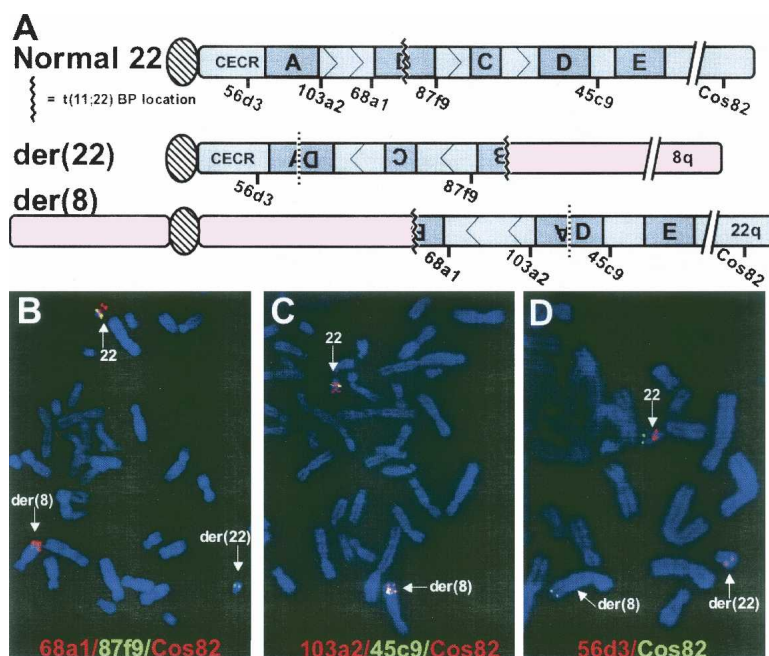 A
Normal 22
CECR A B C D E
56d3 103a2 68a1 87f9 45c9 Cos82
= t(11;22) BP location
der(22)
CECR D A C B 8q
56d3 87f9
der(8)
B A D E 22q
68a1 103a2 45c9 Cos82
B
22
der(8)
der(22)
68a1/87f9/Cos82
C
22
der(8)
103a2/45c9/Cos82
D
22
der(8)
der(22)
56d3/Cos82